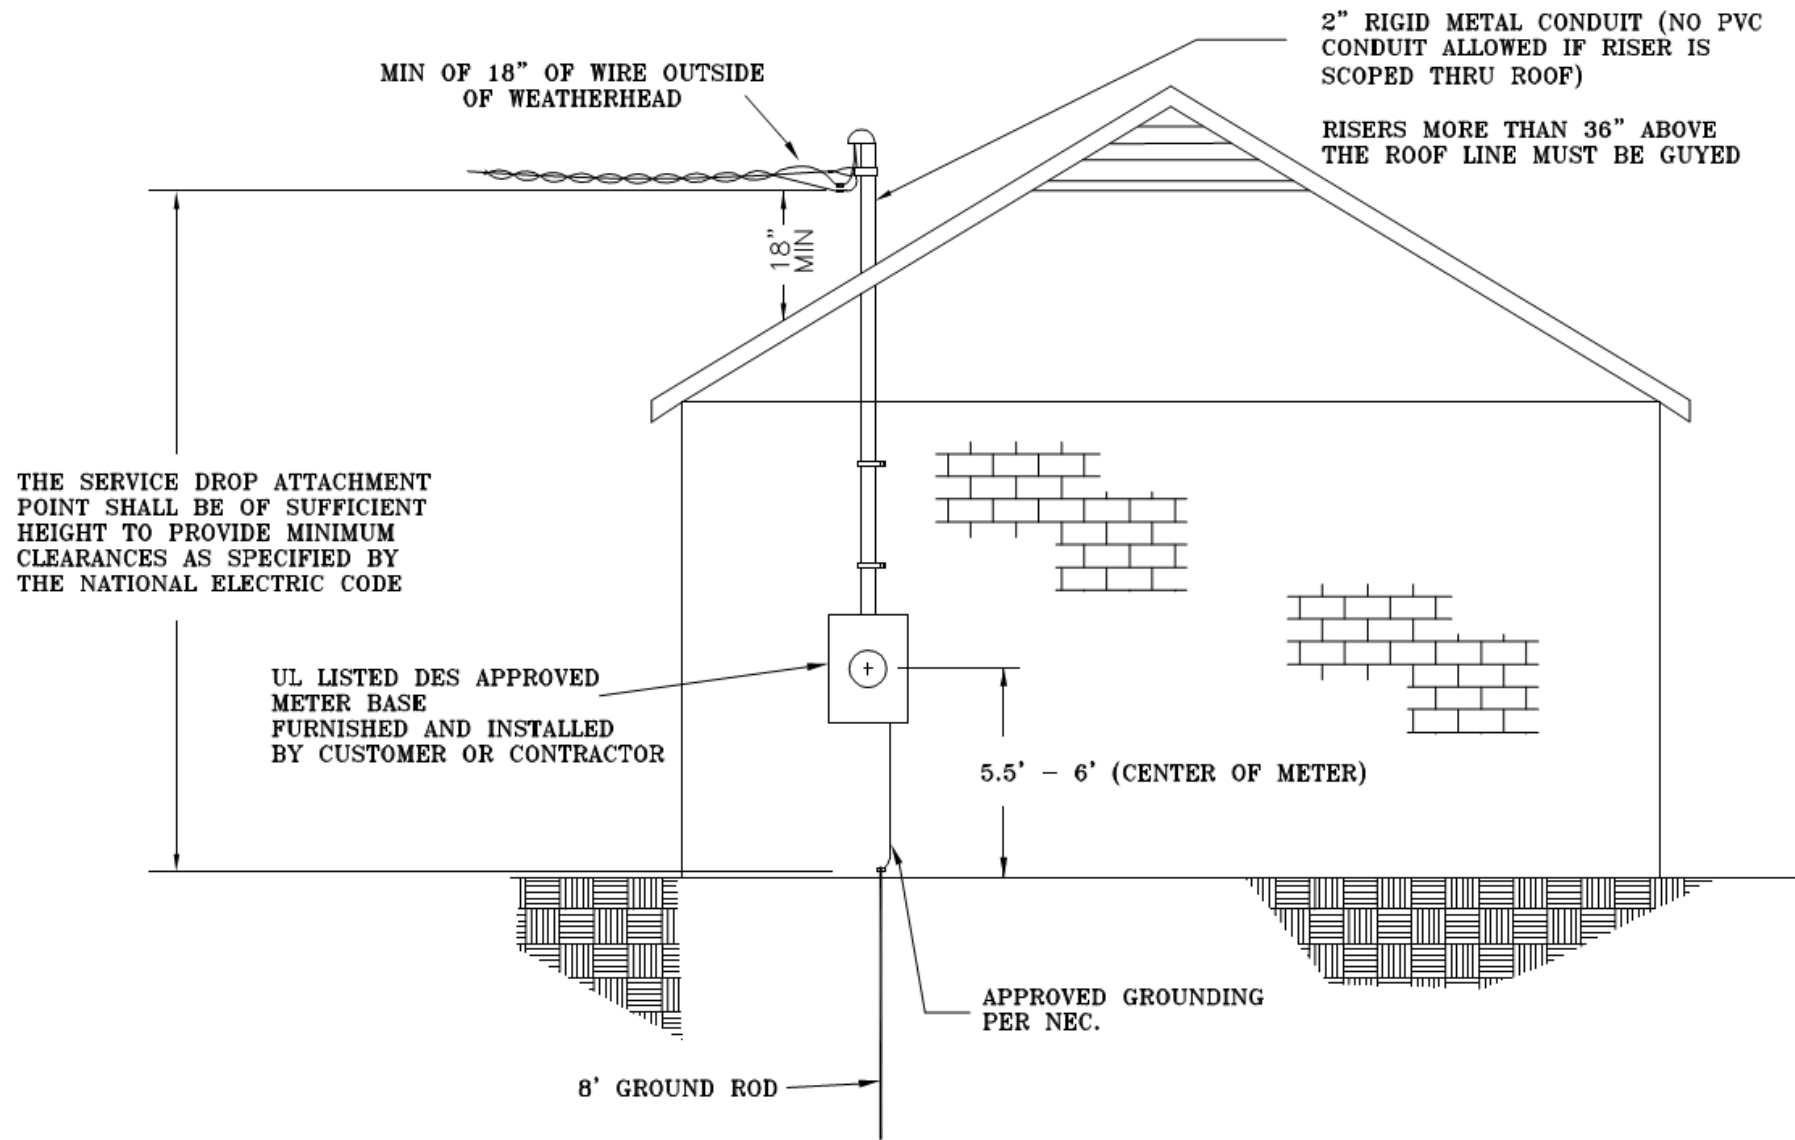 2" RIGID METAL CONDUIT (NO PVC
CONDUIT ALLOWED IF RISER IS
SCOPED THRU ROOF)
RISERS MORE THAN 36" ABOVE
THE ROOF LINE MUST BE GUYED
MIN OF 18" OF WIRE OUTSIDE
OF WEATHERHEAD
18"
MIN
THE SERVICE DROP ATTACHMENT
POINT SHALL BE OF SUFFICIENT
HEIGHT TO PROVIDE MINIMUM
CLEARANCES AS SPECIFIED BY
THE NATIONAL ELECTRIC CODE
UL LISTED DES APPROVED
METER BASE
FURNISHED AND INSTALLED
BY CUSTOMER OR CONTRACTOR
5.5' - 6' (CENTER OF METER)
APPROVED GROUNDING
PER NEC.
8' GROUND ROD